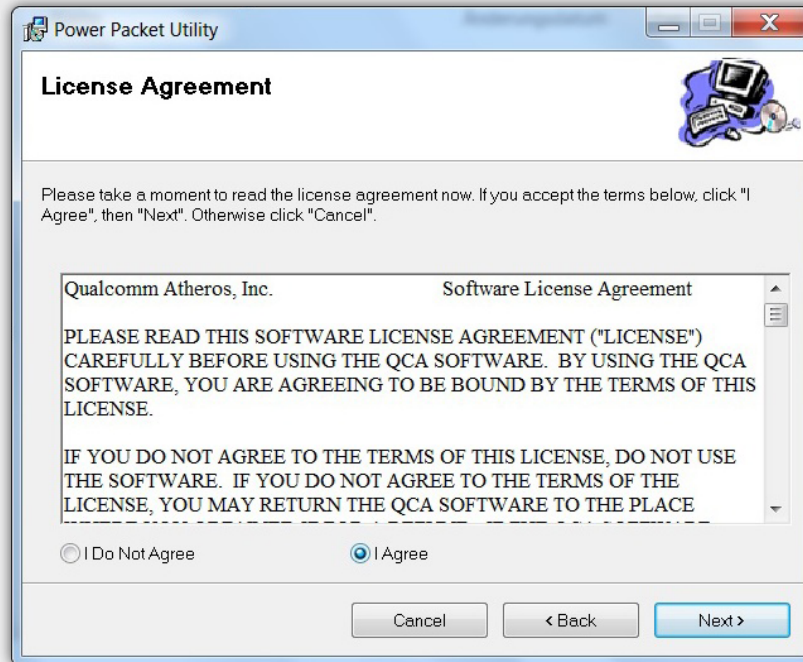 Power Packet Utility
License Agreement
Please take a moment to read the license agreement now. If you accept the terms below, click "I
Agree", then "Next". Otherwise click "Cancel".
Qualcomm Atheros, Inc. Software License Agreement
PLEASE READ THIS SOFTWARE LICENSE AGREEMENT ("LICENSE")
CAREFULLY BEFORE USING THE QCA SOFTWARE. BY USING THE QCA
SOFTWARE, YOU ARE AGREEING TO BE BOUND BY THE TERMS OF THIS
LICENSE.
IF YOU DO NOT AGREE TO THE TERMS OF THIS LICENSE, DO NOT USE
THE SOFTWARE. IF YOU DO NOT AGREE TO THE TERMS OF THE
LICENSE, YOU MAY RETURN THE QCA SOFTWARE TO THE PLACE
I Do Not Agree
I Agree
Cancel
< Back
Next >